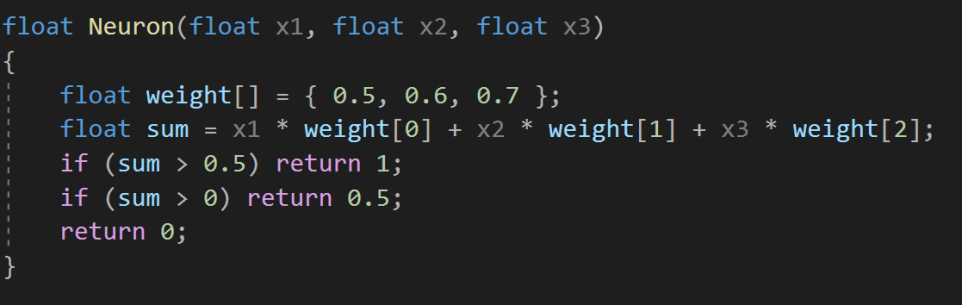 float Neuron(float x1, float x2, float x3)
{
    float weight[] = { 0.5, 0.6, 0.7 };
    float sum = x1 * weight[0] + x2 * weight[1] + x3 * weight[2];
    if (sum > 0.5) return 1;
    if (sum > 0) return 0.5;
    return 0;
}